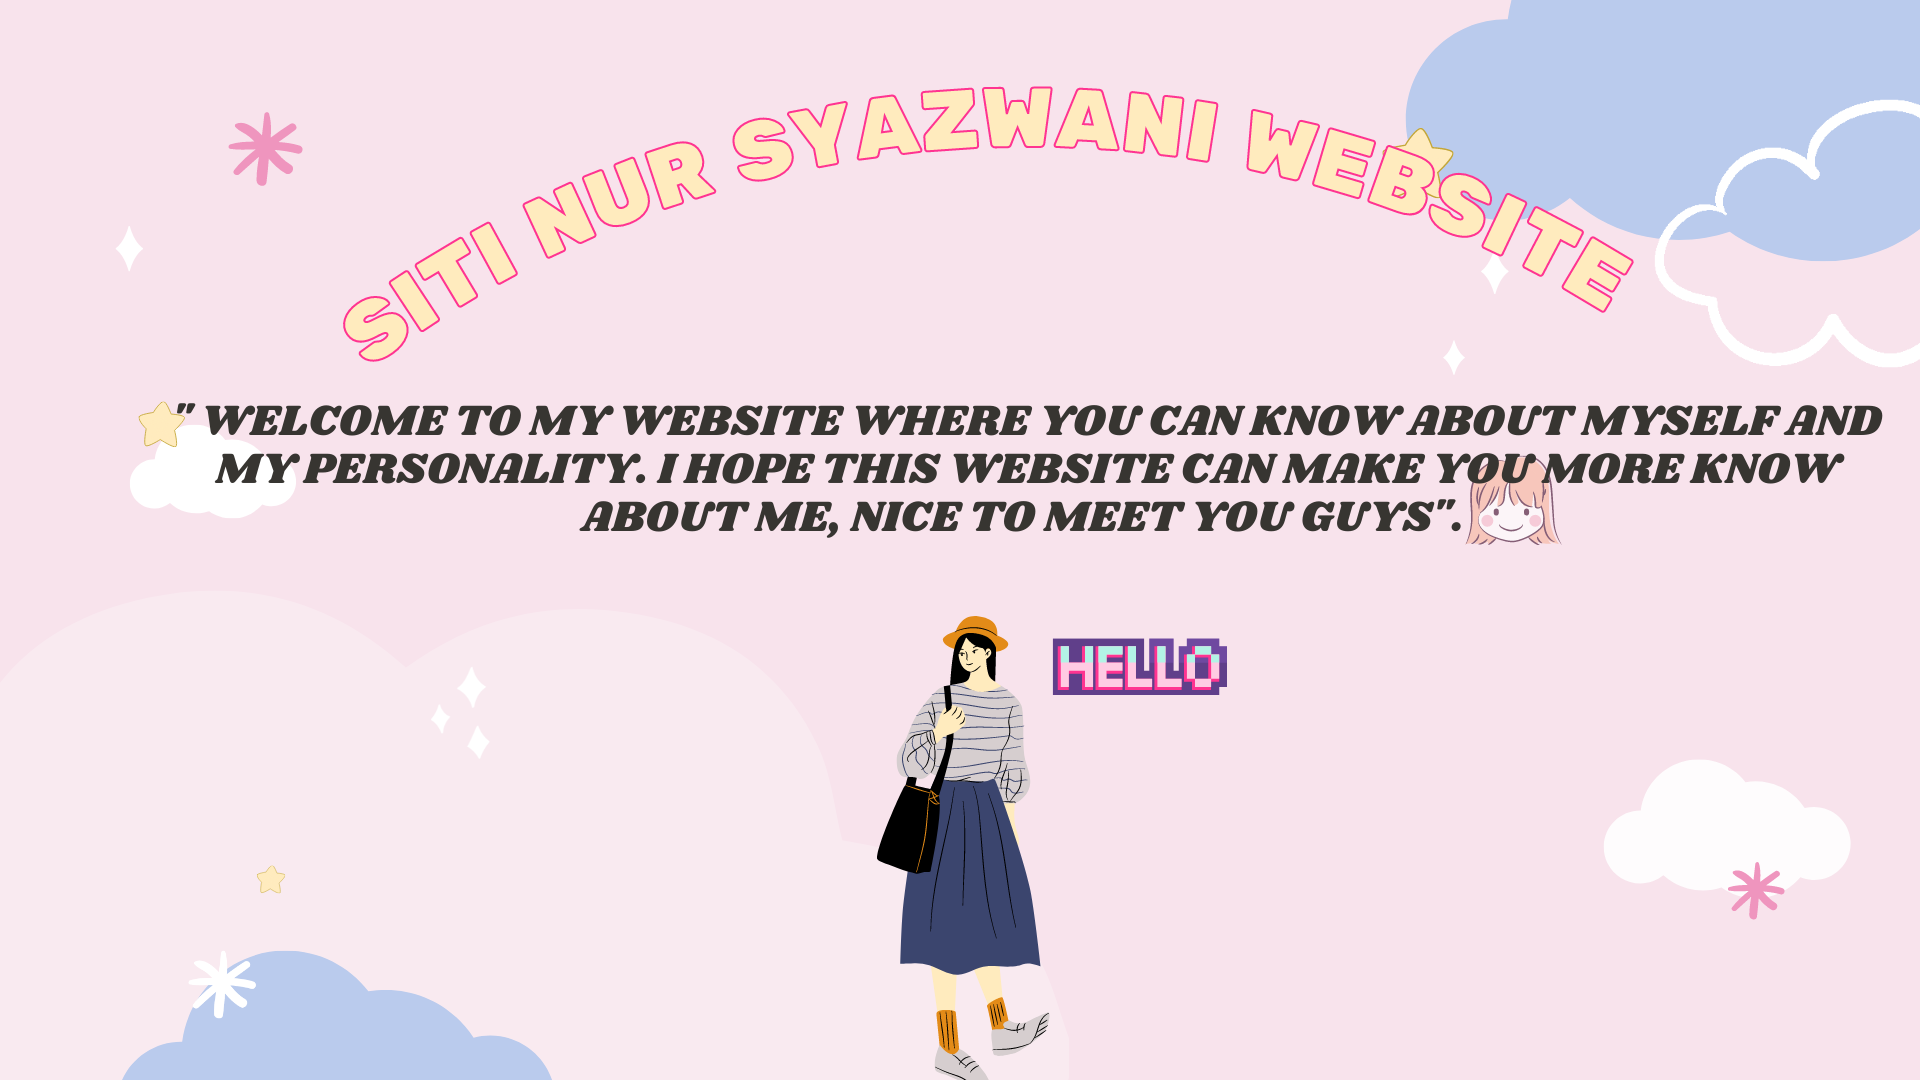 SITI NUR SYAZWANI WEBSITE
" WELCOME TO MY WEBSITE WHERE YOU CAN KNOW ABOUT MYSELF AND
MY PERSONALITY. I HOPE THIS WEBSITE CAN MAKE YOU MORE KNOW
ABOUT ME, NICE TO MEET YOU GUYS".
HELLO